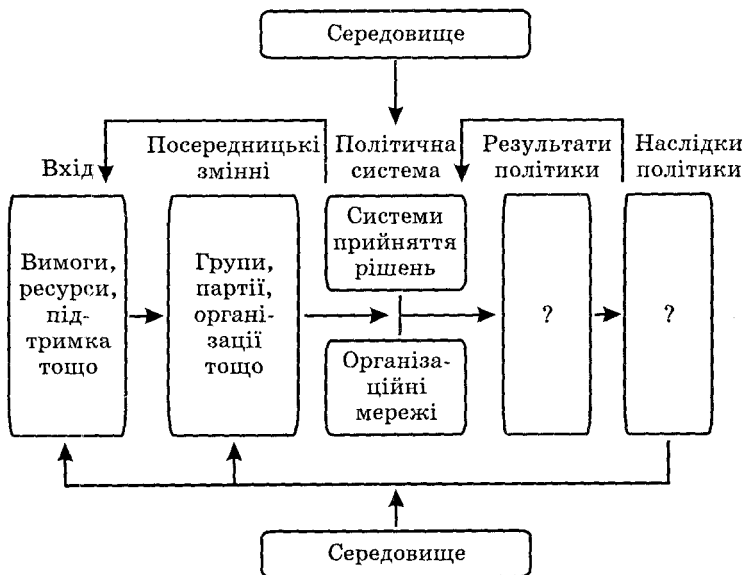 Середовище
Вхід
Посередницькі
змінні
Політична
система
Результати
політики
Наслідки
політики
Вимоги,
ресурси,
під-
тримка
тощо
Групи,
партії,
органі-
зації
тощо
Системи
прийняття
рішень
Організа-
ційні
мережі
?
?
Середовище